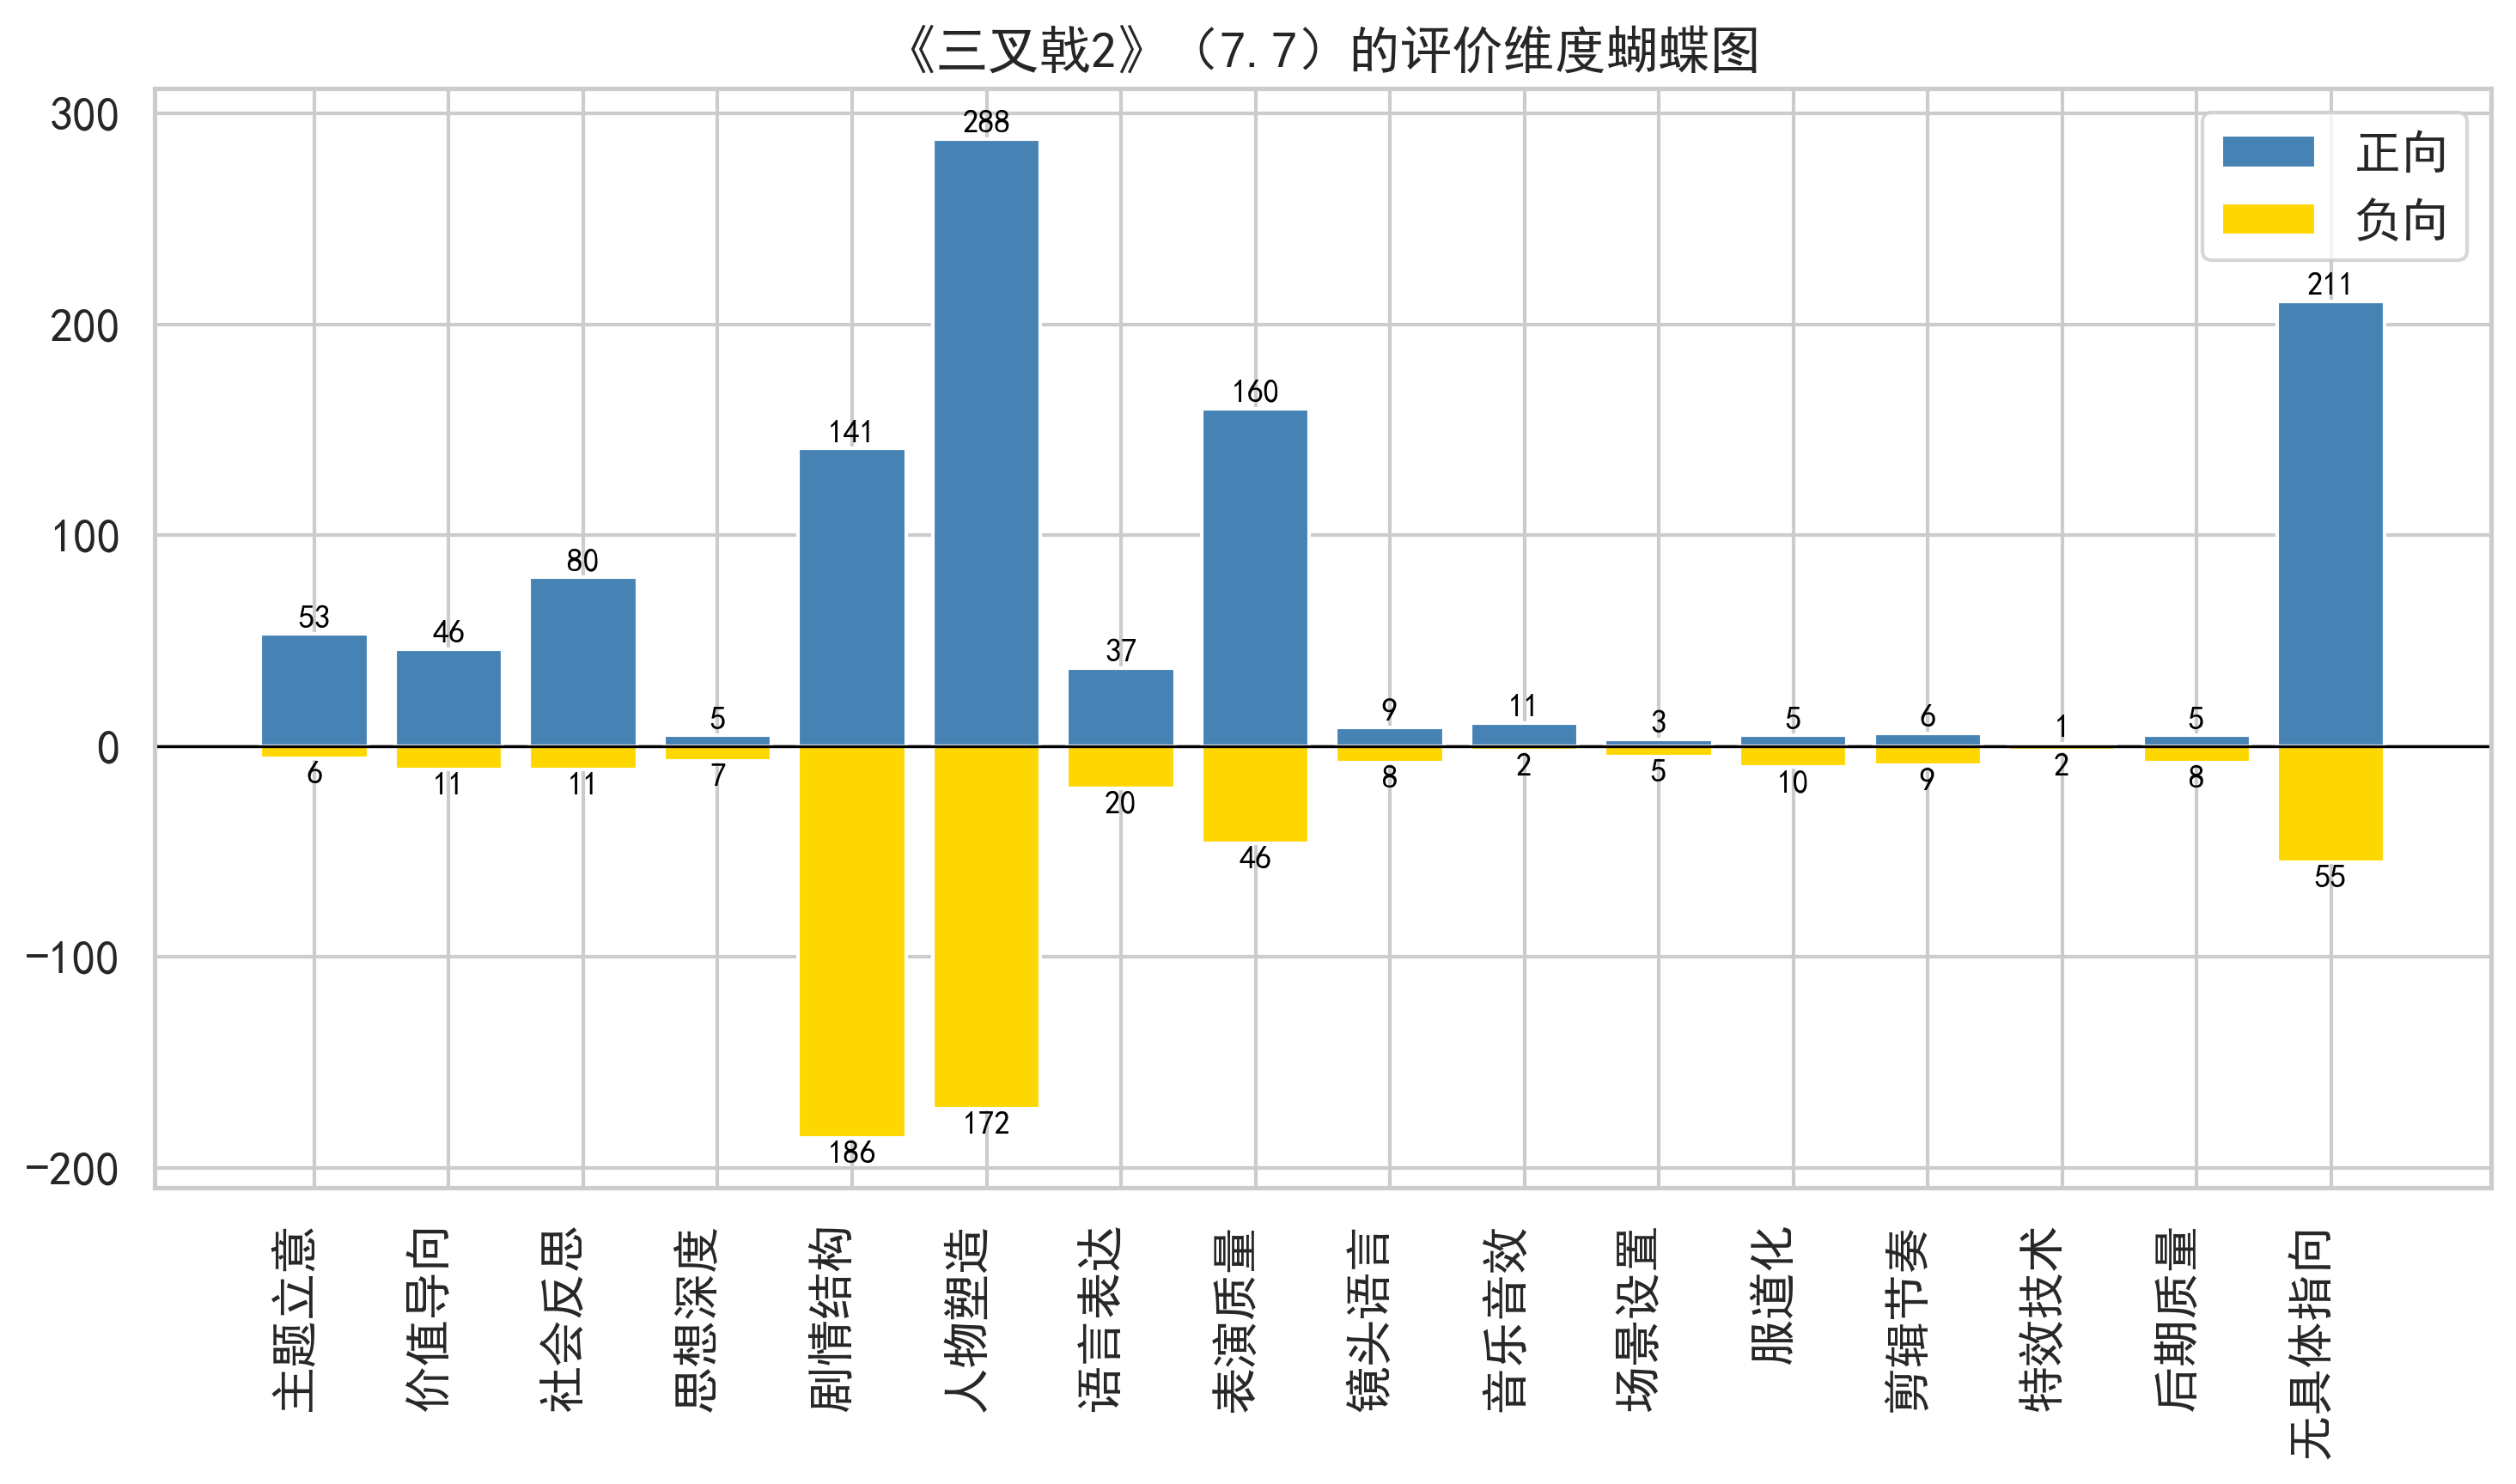 《三叉戟2》（7.7）的评价维度蝴蝶图
300
200
100
0
−100
−200
正向
负向
53
46
80
5
141
288
37
160
9
11
3
5
6
1
5
211
6
11
11
7
186
172
20
46
8
2
5
10
9
2
8
55
主题立意
价值导向
社会反思
思想深度
剧情结构
人物塑造
语言表达
表演质量
镜头语言
音乐音效
场景设置
服道化
剪辑节奏
特效技术
后期质量
无具体指向